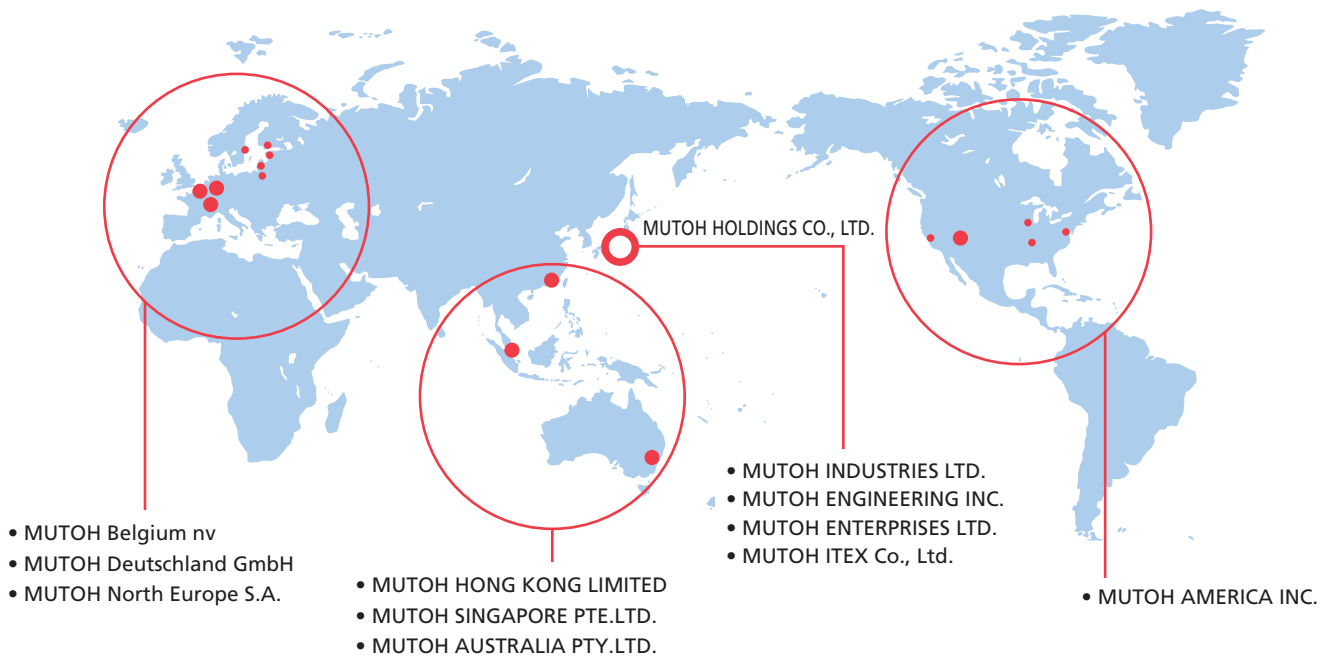 MUTOH HOLDINGS CO., LTD.
• MUTOH Belgium nv
• MUTOH Deutschland GmbH
• MUTOH North Europe S.A.
• MUTOH HONG KONG LIMITED
• MUTOH SINGAPORE PTE.LTD.
• MUTOH AUSTRALIA PTY.LTD.
• MUTOH INDUSTRIES LTD.
• MUTOH ENGINEERING INC.
• MUTOH ENTERPRISES LTD.
• MUTOH ITEX Co., Ltd.
• MUTOH AMERICA INC.